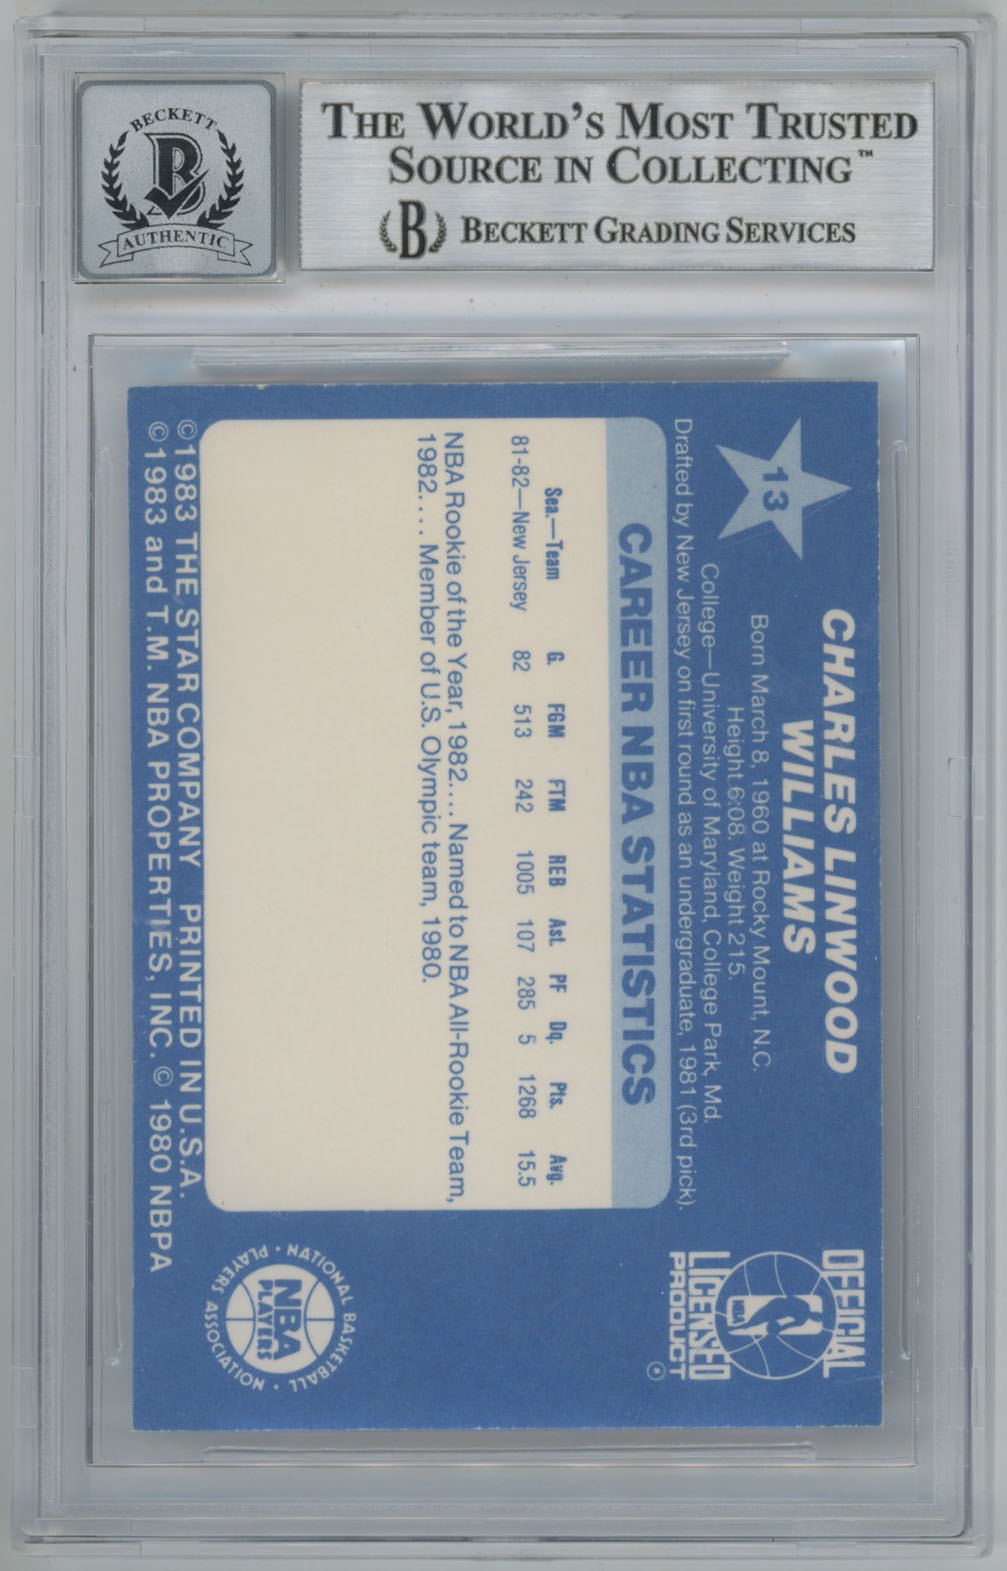 BECKETT
B
AUTHENTIC
THE WORLD'S MOST TRUSTED
SOURCE IN COLLECTING™
B BECKETT GRADING SERVICES
13
CHARLES LINWOOD
WILLIAMS
Born March 8, 1960 at Rocky Mount, N.C.
Height 6:08. Weight 215.
College—University of Maryland, College Park, Md.
Drafted by New Jersey on first round as an undergraduate, 1981 (3rd pick).
CAREER NBA STATISTICS
Sea.—Team G. FGM FTM REB Ast. PF Dq. Pts. Avg.
81-82—New Jersey 82 513 242 1005 107 285 5 1268 15.5
NBA Rookie of the Year, 1982.... Named to NBA All-Rookie Team,
1982.... Member of U.S. Olympic team, 1980.
©1983 THE STAR COMPANY PRINTED IN U.S.A.
©1983 and T.M. NBA PROPERTIES, INC. © 1980 NBPA
OFFICIAL
NBA
LICENSED
PRODUCT
®
NATIONAL BASKETBALL
NBA
PLAYERS
PLAYERS ASSOCIATION